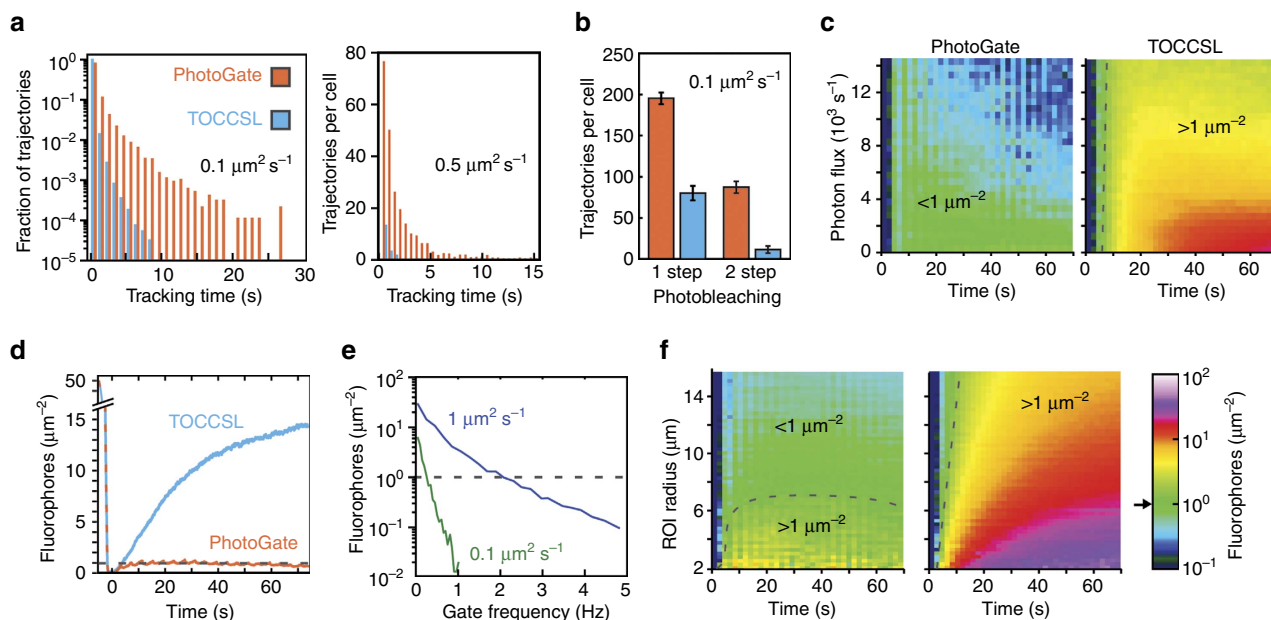 a
Fraction of trajectories
10⁰
10⁻¹
10⁻²
10⁻³
10⁻⁴
10⁻⁵
PhotoGate
TOCCSL
0.1 μm² s⁻¹
0 10 20 30
Tracking time (s)
Trajectories per cell
80
60
40
20
0
0.5 μm² s⁻¹
0 5 10 15
Tracking time (s)
b
Trajectories per cell
250
200
150
100
50
0
0.1 μm² s⁻¹
1 step 2 step
Photobleaching
c
PhotoGate TOCCSL
Photon flux (10³ s⁻¹)
12
8
4
0
<1 μm⁻²
>1 μm⁻²
0 20 40 60
Time (s)
0 20 40 60
Time (s)
d
Fluorophores (μm⁻²)
50
15
10
5
0
TOCCSL
PhotoGate
0 20 40 60
Time (s)
e
Fluorophores (μm⁻²)
10²
10¹
10⁰
10⁻¹
10⁻²
1 μm² s⁻¹
0.1 μm² s⁻¹
0 1 2 3 4 5
Gate frequency (Hz)
f
ROI radius (μm)
14
10
6
2
<1 μm⁻²
>1 μm⁻²
0 20 40 60
Time (s)
>1 μm⁻²
0 20 40 60
Time (s)
10²
10¹
10⁰
10⁻¹
Fluorophores (μm⁻²)